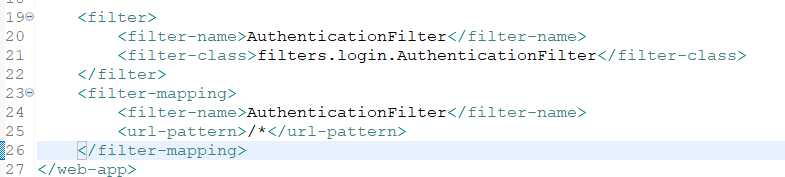 19 <filter>
20 <filter-name>AuthenticationFilter</filter-name>
21 <filter-class>filters.login.AuthenticationFilter</filter-class>
22 </filter>
23 <filter-mapping>
24 <filter-name>AuthenticationFilter</filter-name>
25 <url-pattern>/*</url-pattern>
26 </filter-mapping>
27 </web-app>